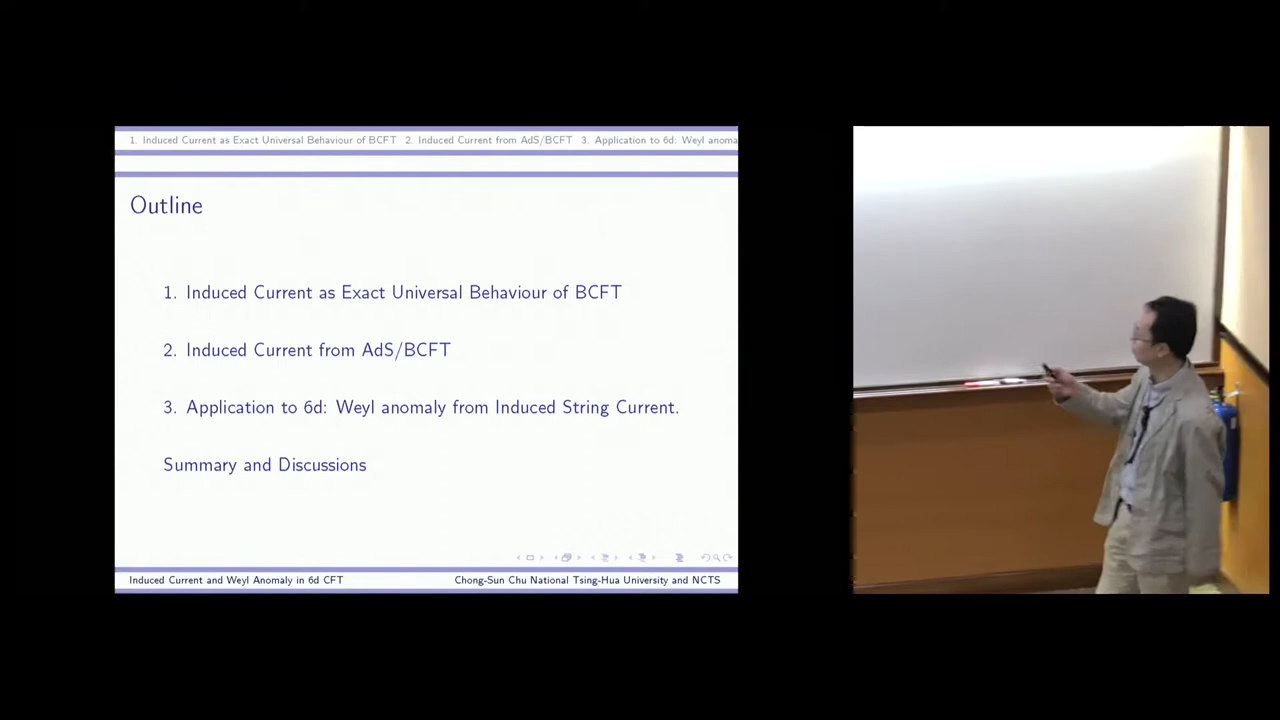 1. Induced Current as Exact Universal Behaviour of BCFT 2. Induced Current from AdS/BCFT 3. Application to 6d: Weyl anoma
Outline
1. Induced Current as Exact Universal Behaviour of BCFT
2. Induced Current from AdS/BCFT
3. Application to 6d: Weyl anomaly from Induced String Current.
Summary and Discussions
Induced Current and Weyl Anomaly in 6d CFT Chong-Sun Chu National Tsing-Hua University and NCTS